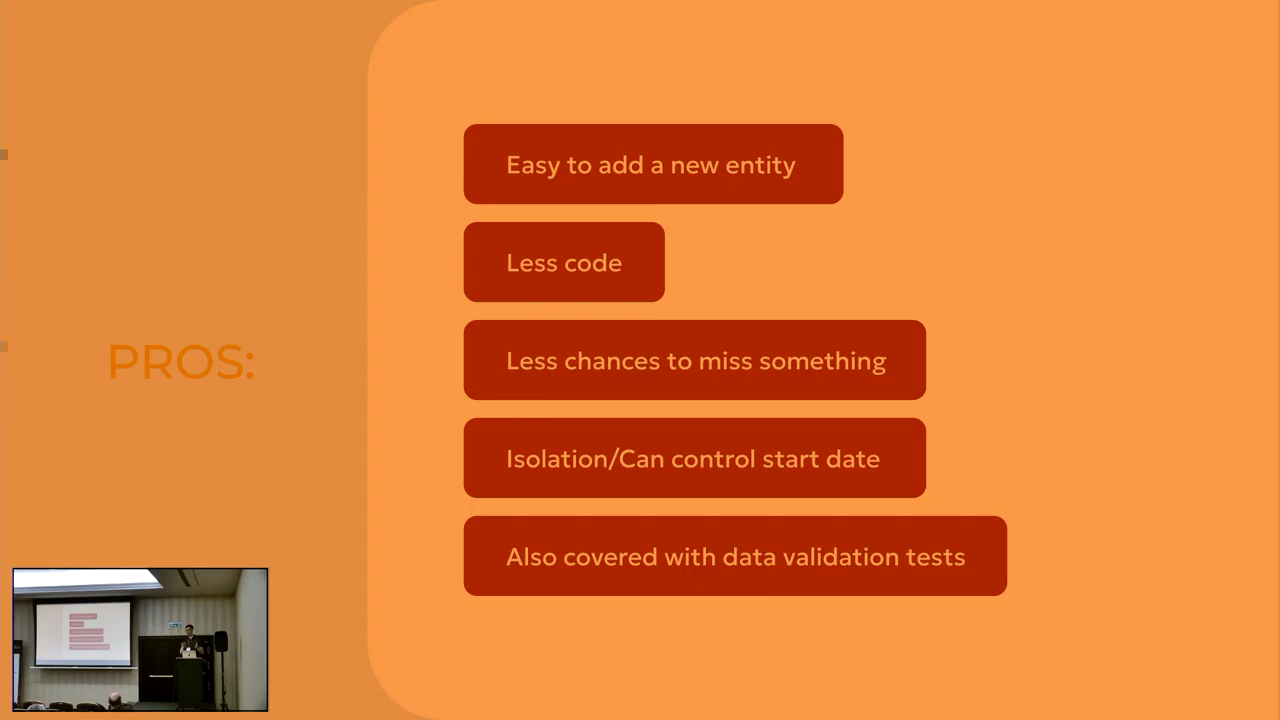 PROS:
Easy to add a new entity
Less code
Less chances to miss something
Isolation/Can control start date
Also covered with data validation tests